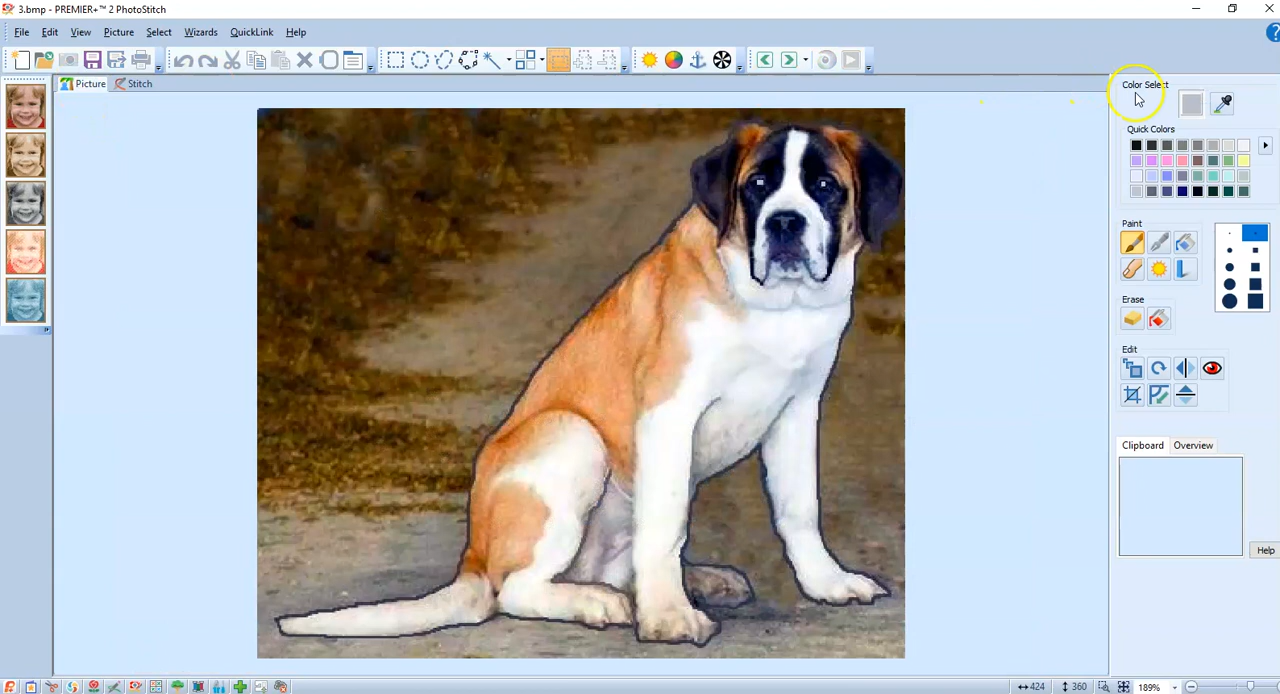 3.bmp - PREMIER+™ 2 PhotoStitch
File Edit View Picture Select Wizards QuickLink Help
Picture Stitch
Color Select
Quick Colors
Paint
Erase
Edit
Clipboard Overview
Help
424 360 189%